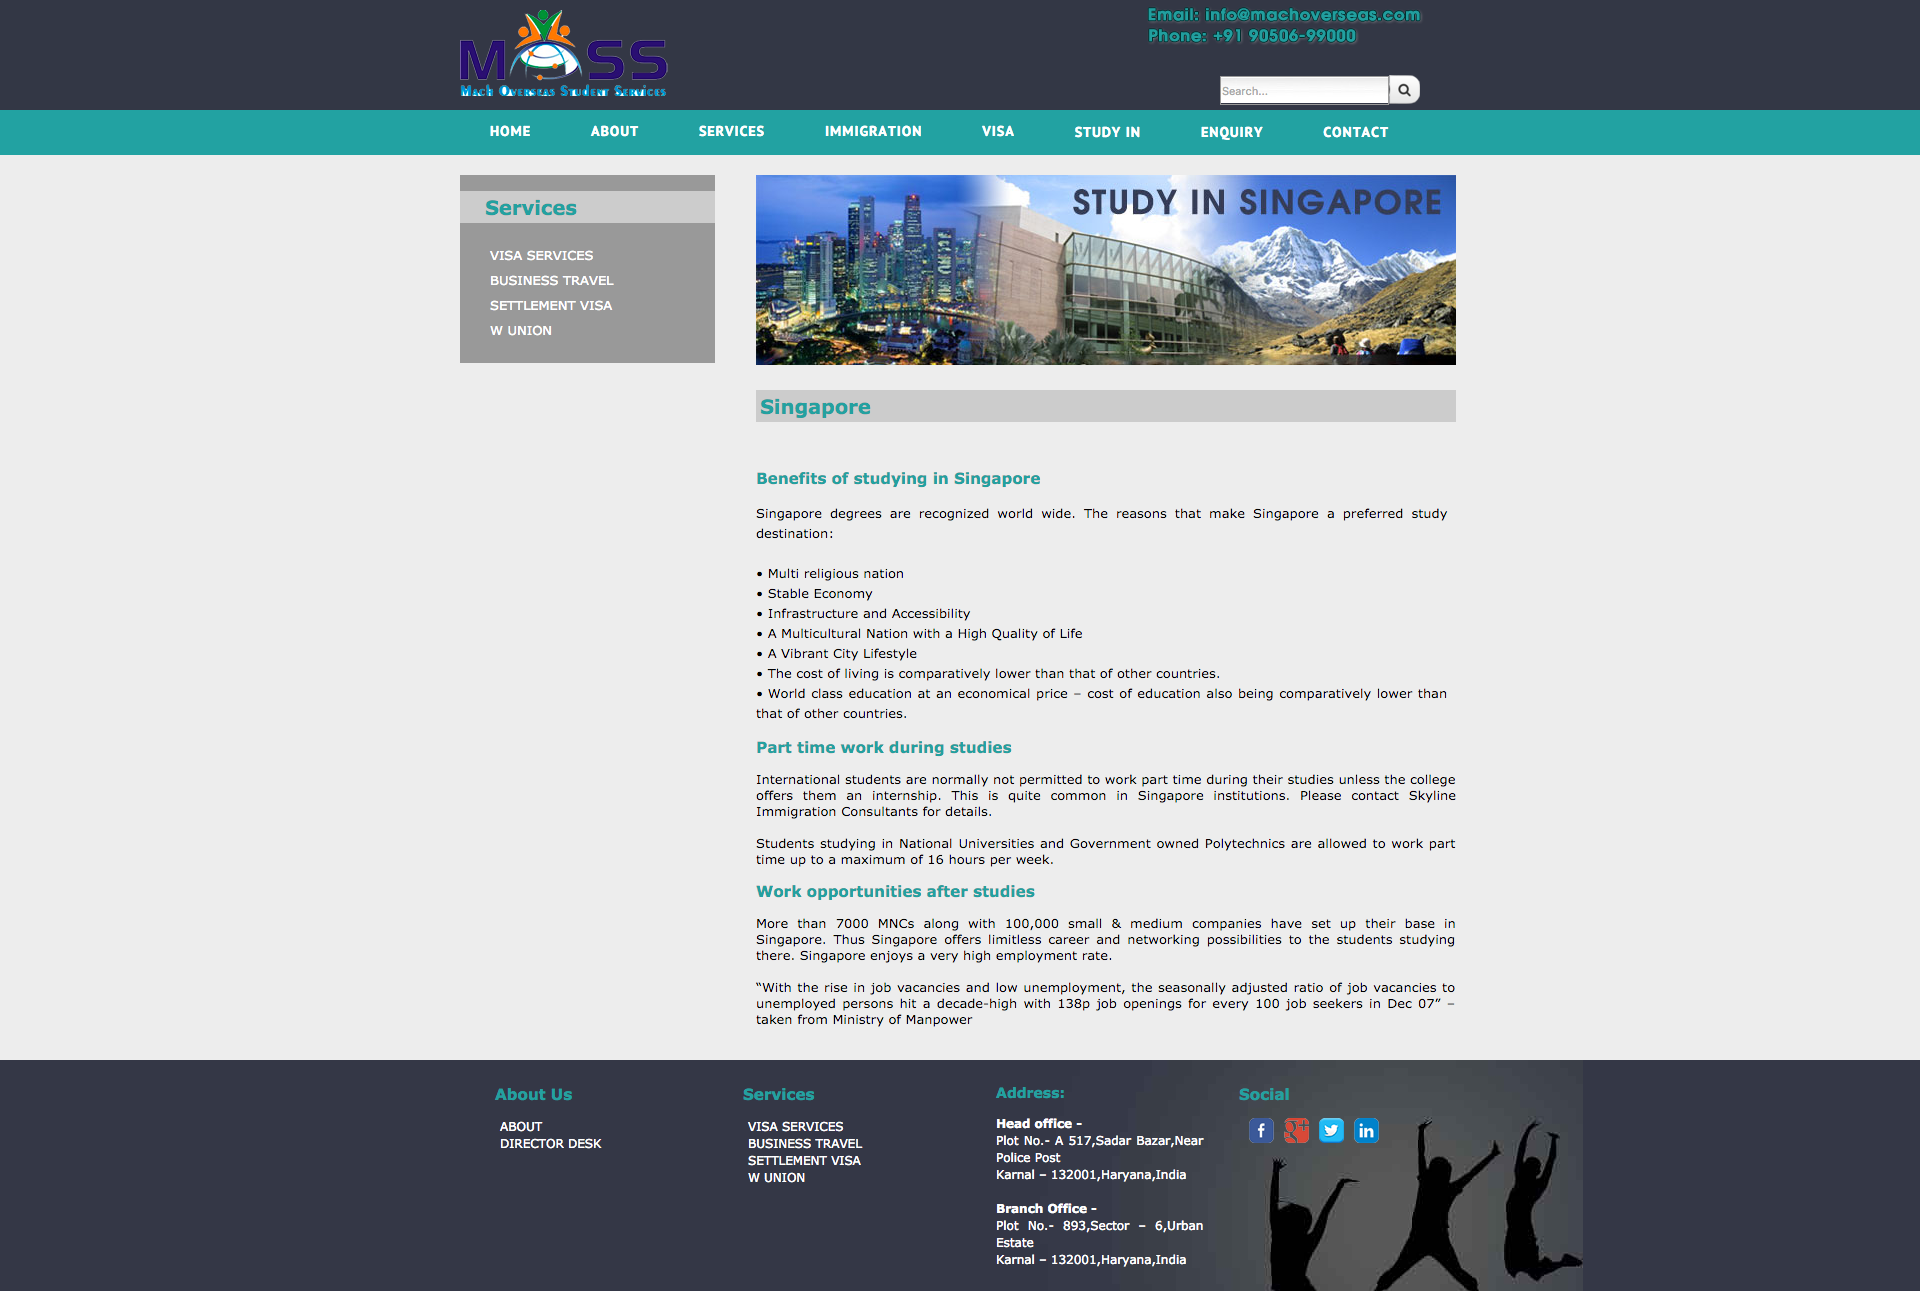 MOSS
Mach Overseas Student Services
Email: info@machoverseas.com
Phone: +91 90506-99000
Search...
HOME ABOUT SERVICES IMMIGRATION VISA STUDY IN ENQUIRY CONTACT
Services
VISA SERVICES
BUSINESS TRAVEL
SETTLEMENT VISA
W UNION
STUDY IN SINGAPORE
Singapore
Benefits of studying in Singapore
Singapore degrees are recognized world wide. The reasons that make Singapore a preferred study
destination:
• Multi religious nation
• Stable Economy
• Infrastructure and Accessibility
• A Multicultural Nation with a High Quality of Life
• A Vibrant City Lifestyle
• The cost of living is comparatively lower than that of other countries.
• World class education at an economical price – cost of education also being comparatively lower than
that of other countries.
Part time work during studies
International students are normally not permitted to work part time during their studies unless the college
offers them an internship. This is quite common in Singapore institutions. Please contact Skyline
Immigration Consultants for details.
Students studying in National Universities and Government owned Polytechnics are allowed to work part
time up to a maximum of 16 hours per week.
Work opportunities after studies
More than 7000 MNCs along with 100,000 small & medium companies have set up their base in
Singapore. Thus Singapore offers limitless career and networking possibilities to the students studying
there. Singapore enjoys a very high employment rate.
“With the rise in job vacancies and low unemployment, the seasonally adjusted ratio of job vacancies to
unemployed persons hit a decade-high with 138p job openings for every 100 job seekers in Dec 07” –
taken from Ministry of Manpower
About Us
ABOUT
DIRECTOR DESK
Services
VISA SERVICES
BUSINESS TRAVEL
SETTLEMENT VISA
W UNION
Address:
Head office -
Plot No.- A 517,Sadar Bazar,Near
Police Post
Karnal – 132001,Haryana,India
Branch Office -
Plot No.- 893,Sector – 6,Urban
Estate
Karnal – 132001,Haryana,India
Social